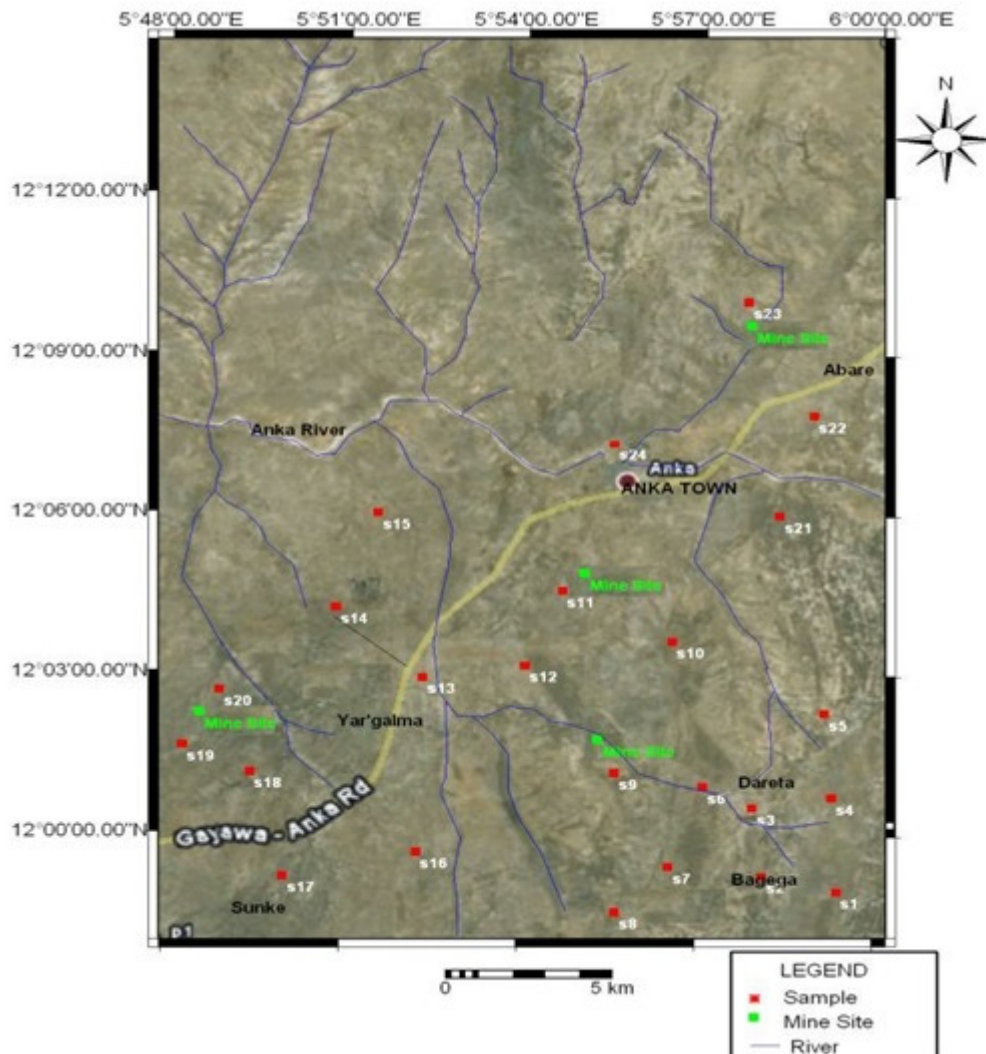 5°48'00.00"E 5°51'00.00"E 5°54'00.00"E 5°57'00.00"E 6°00'00.00"E
N
12°12'00.00"N
s23
Mine Site
12°09'00.00"N
Abare
s22
Anka River
s24
Anka
ANKA TOWN
12°06'00.00"N
s15
s21
Mine Site
s11
s14
s10
12°03'00.00"N
s12
s13
s20
Mine Site
Yar'galma
s5
s19
Mine Site
s18
s9
Dareta
s6
s4
s3
12°00'00.00"N
Gayawa - Anka Rd
s16
s7
s17
Bagega
s2
s1
Sunke
s8
D1
0 5 km
LEGEND
Sample
Mine Site
River